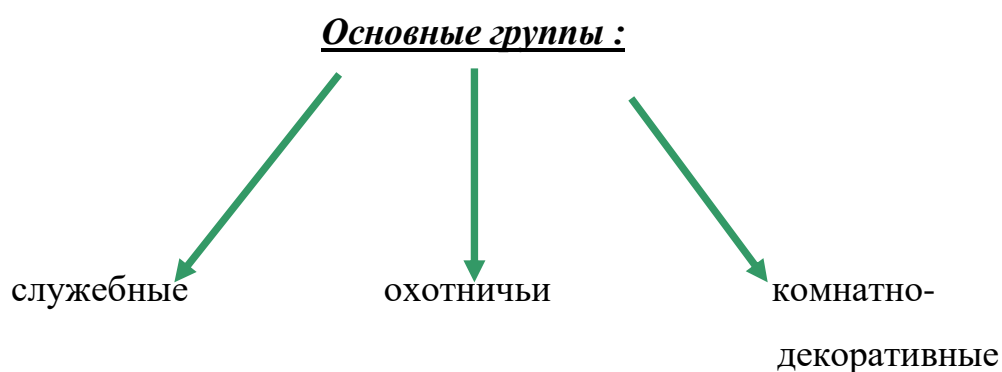 Основные группы :
служебные охотничьи комнатно-
декоративные